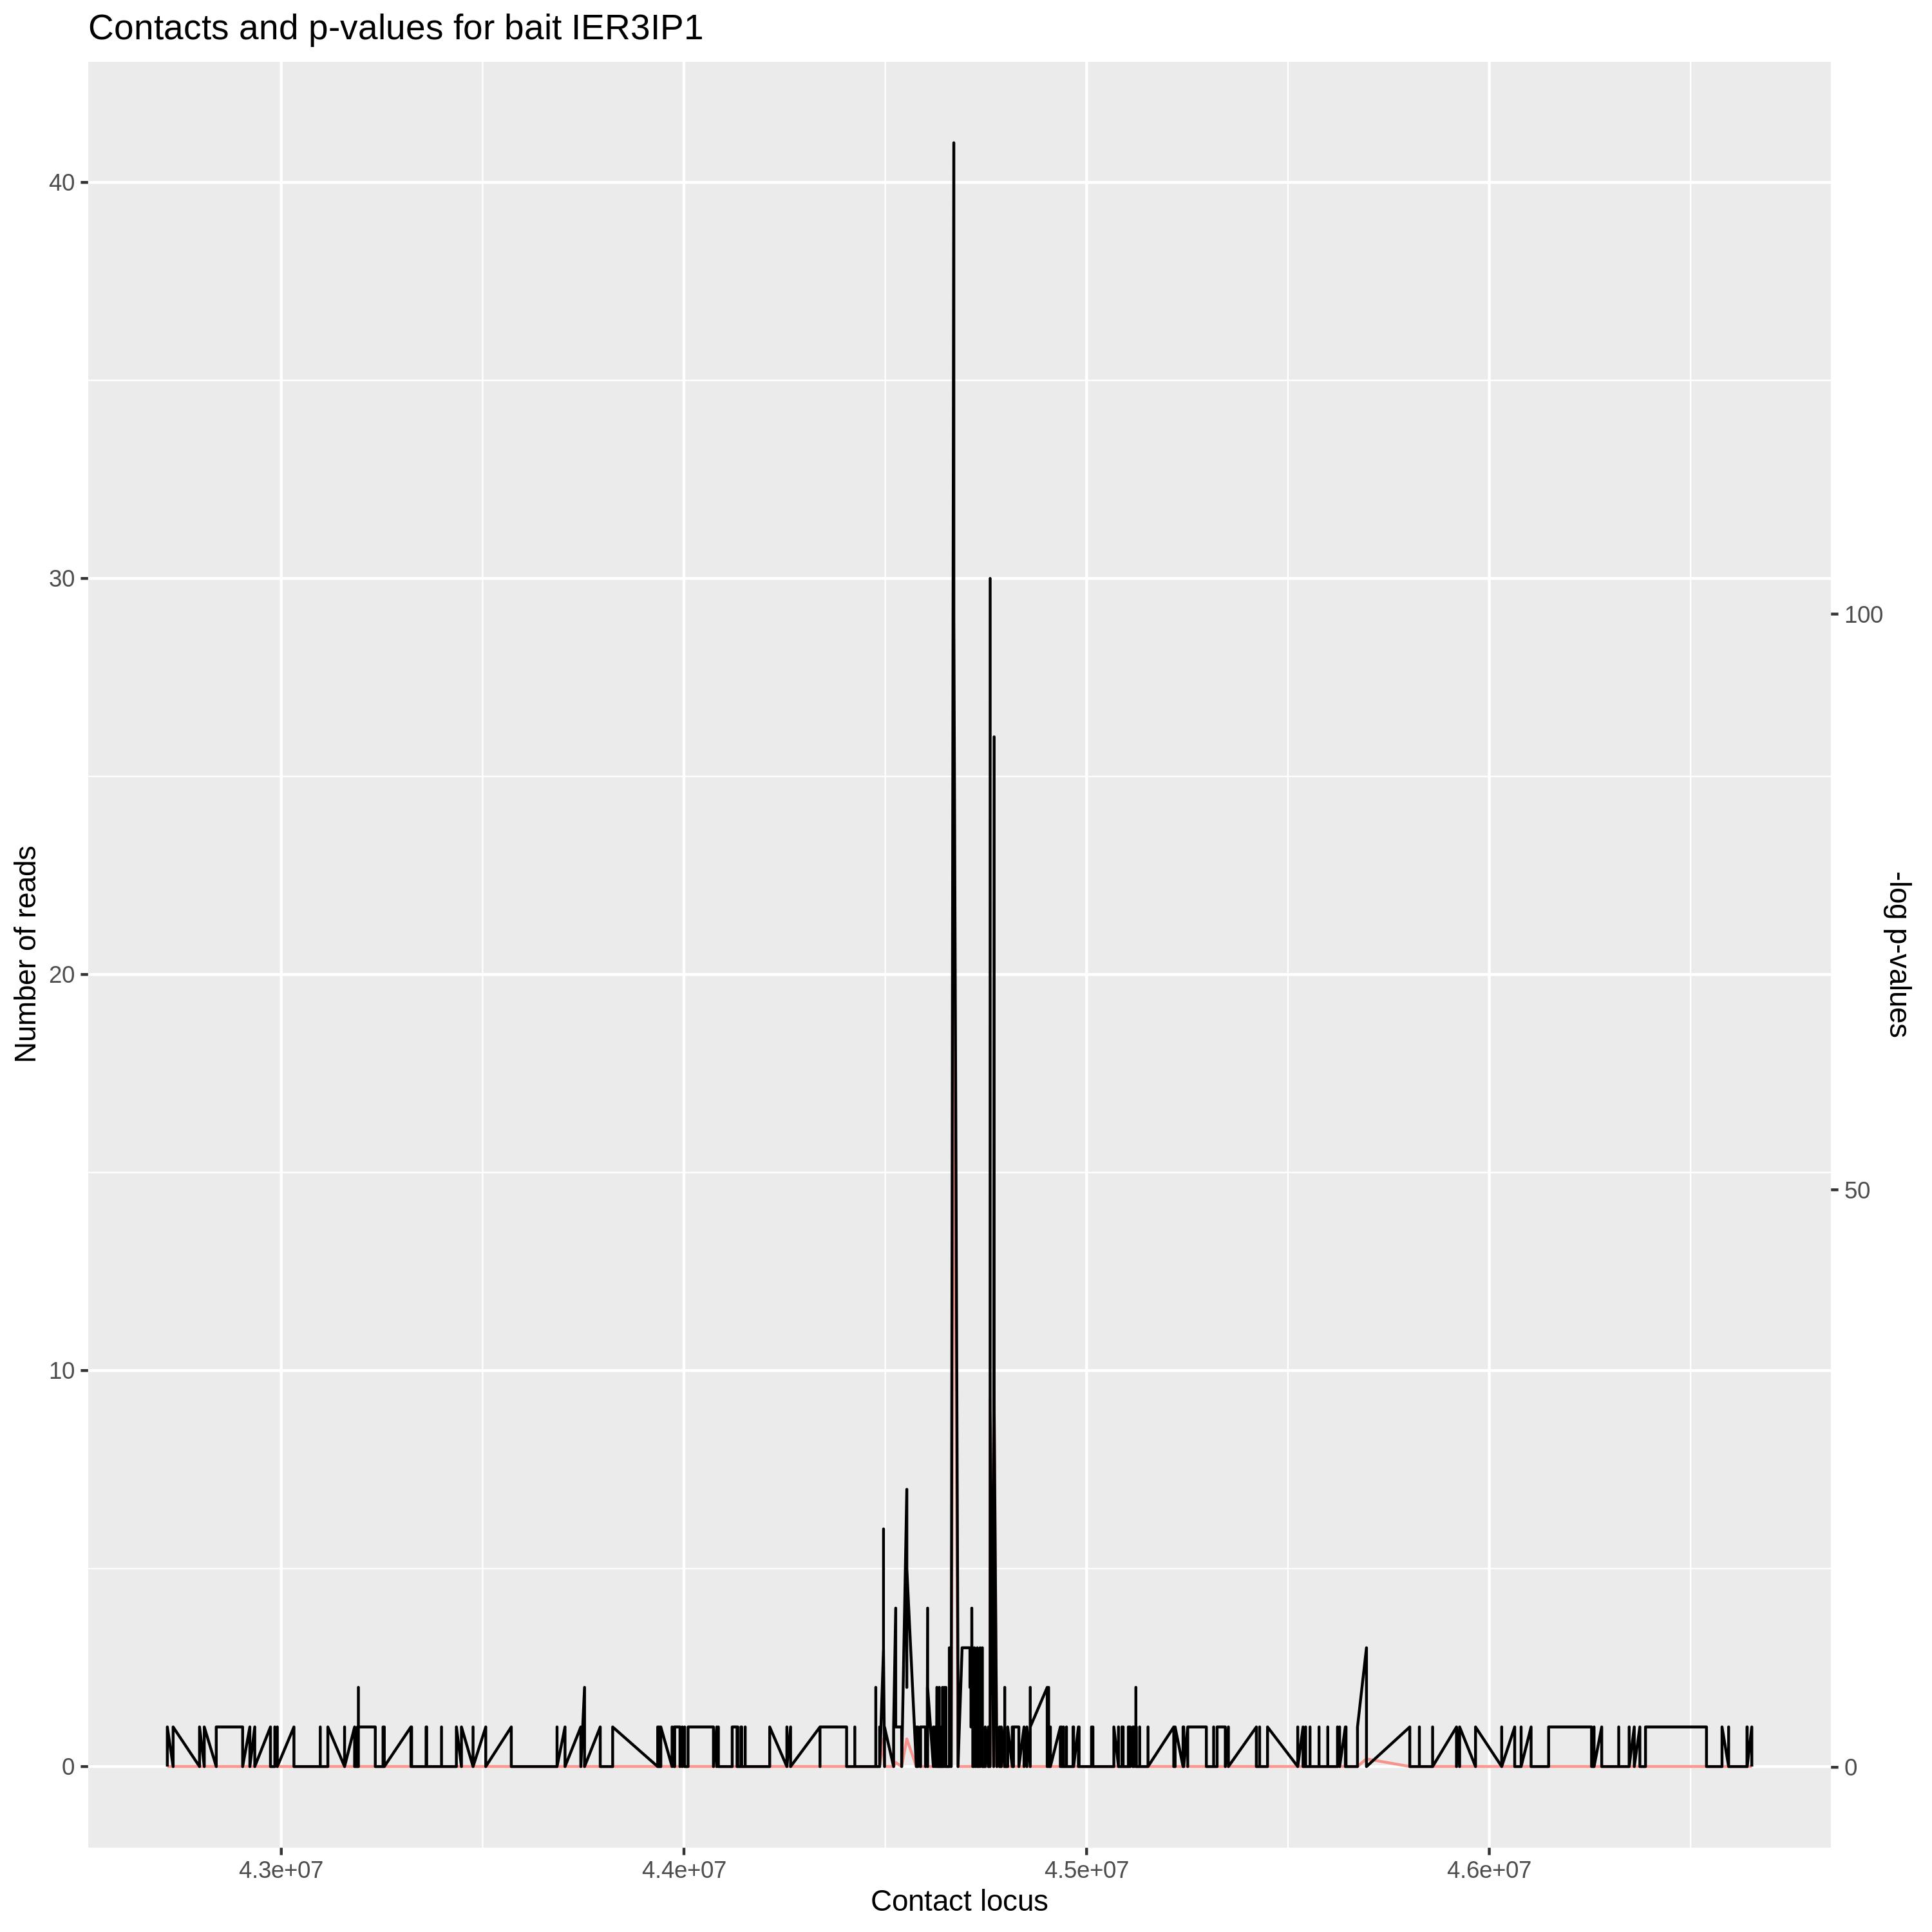 Contacts and p-values for bait IER3IP1
40
30
20
10
0
Number of reads
100
50
0
-log p-values
4.3e+07 4.4e+07 4.5e+07 4.6e+07
Contact locus